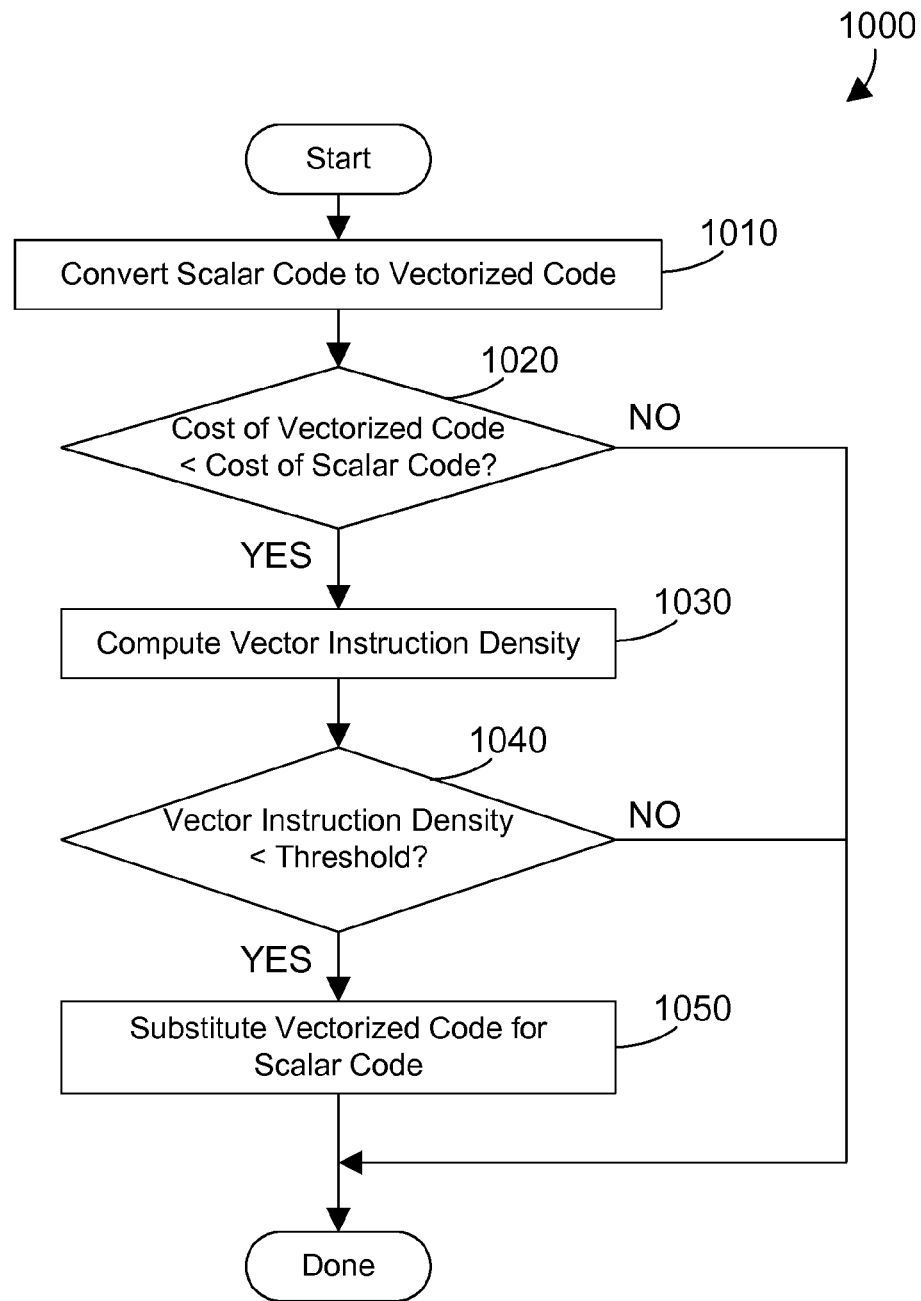 1000
Start
1010
Convert Scalar Code to Vectorized Code
1020
Cost of Vectorized Code
< Cost of Scalar Code?
NO
YES
1030
Compute Vector Instruction Density
1040
Vector Instruction Density
< Threshold?
NO
YES
1050
Substitute Vectorized Code for
Scalar Code
Done